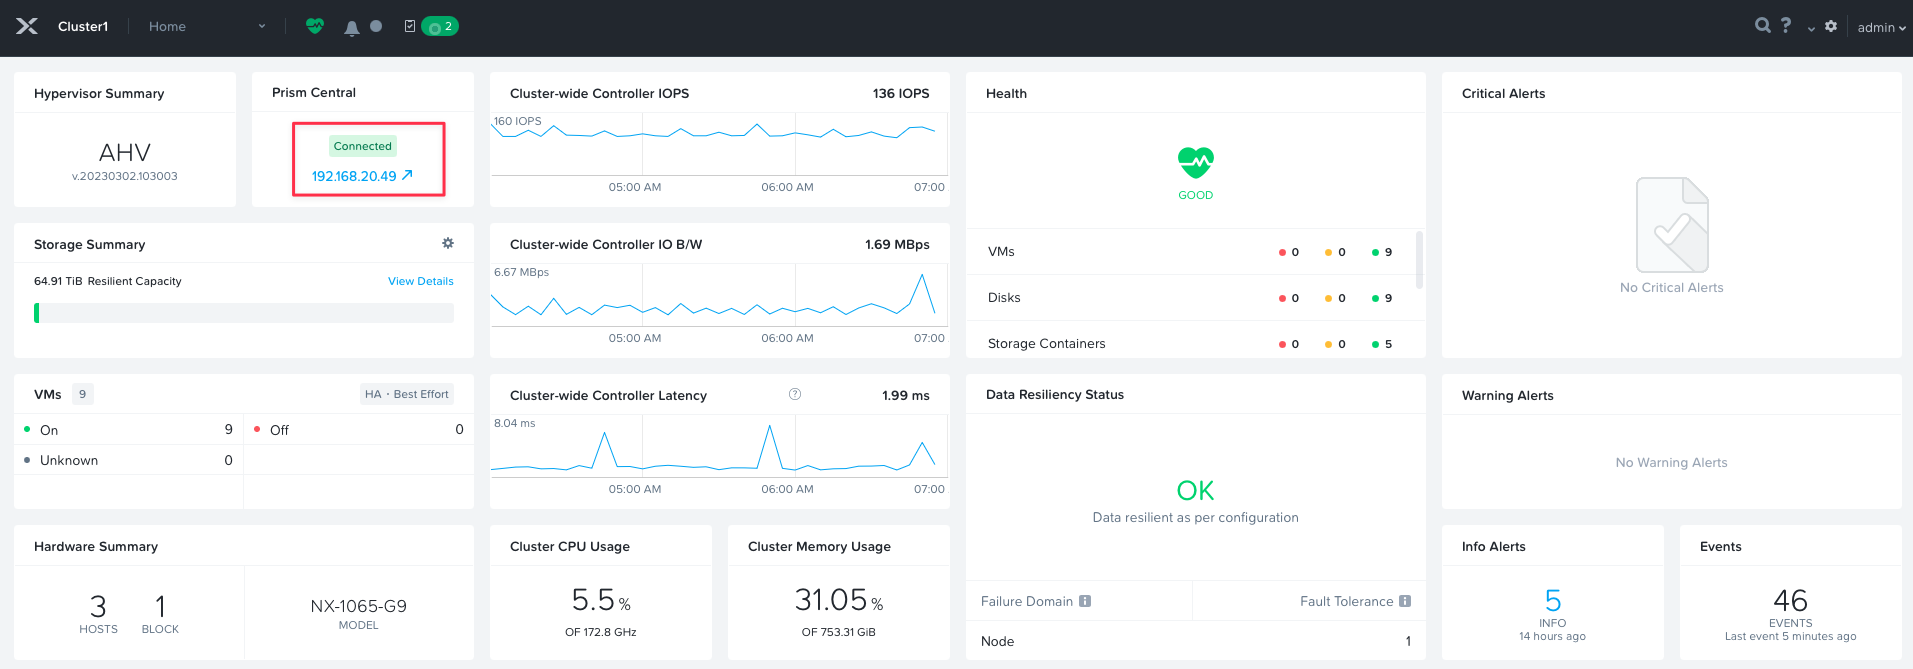 Cluster1
Home
2
admin
Hypervisor Summary
AHV
v.20230302.103003
Prism Central
Connected
192.168.20.49
Cluster-wide Controller IOPS
136 IOPS
160 IOPS
05:00 AM
06:00 AM
07:00
Health
GOOD
VMs
0
0
9
Disks
0
0
9
Storage Containers
0
0
5
Critical Alerts
No Critical Alerts
Storage Summary
64.91 TiB Resilient Capacity
View Details
Cluster-wide Controller IO B/W
1.69 MBps
6.67 MBps
05:00 AM
06:00 AM
07:00
VMs
9
HA · Best Effort
On
9
Off
0
Unknown
0
Cluster-wide Controller Latency
?
1.99 ms
8.04 ms
05:00 AM
06:00 AM
07:00
Data Resiliency Status
OK
Data resilient as per configuration
Failure Domain
Fault Tolerance
Node
1
Warning Alerts
No Warning Alerts
Hardware Summary
3
HOSTS
1
BLOCK
NX-1065-G9
MODEL
Cluster CPU Usage
5.5 %
OF 172.8 GHz
Cluster Memory Usage
31.05 %
OF 753.31 GiB
Info Alerts
5
INFO
14 hours ago
Events
46
EVENTS
Last event 5 minutes ago